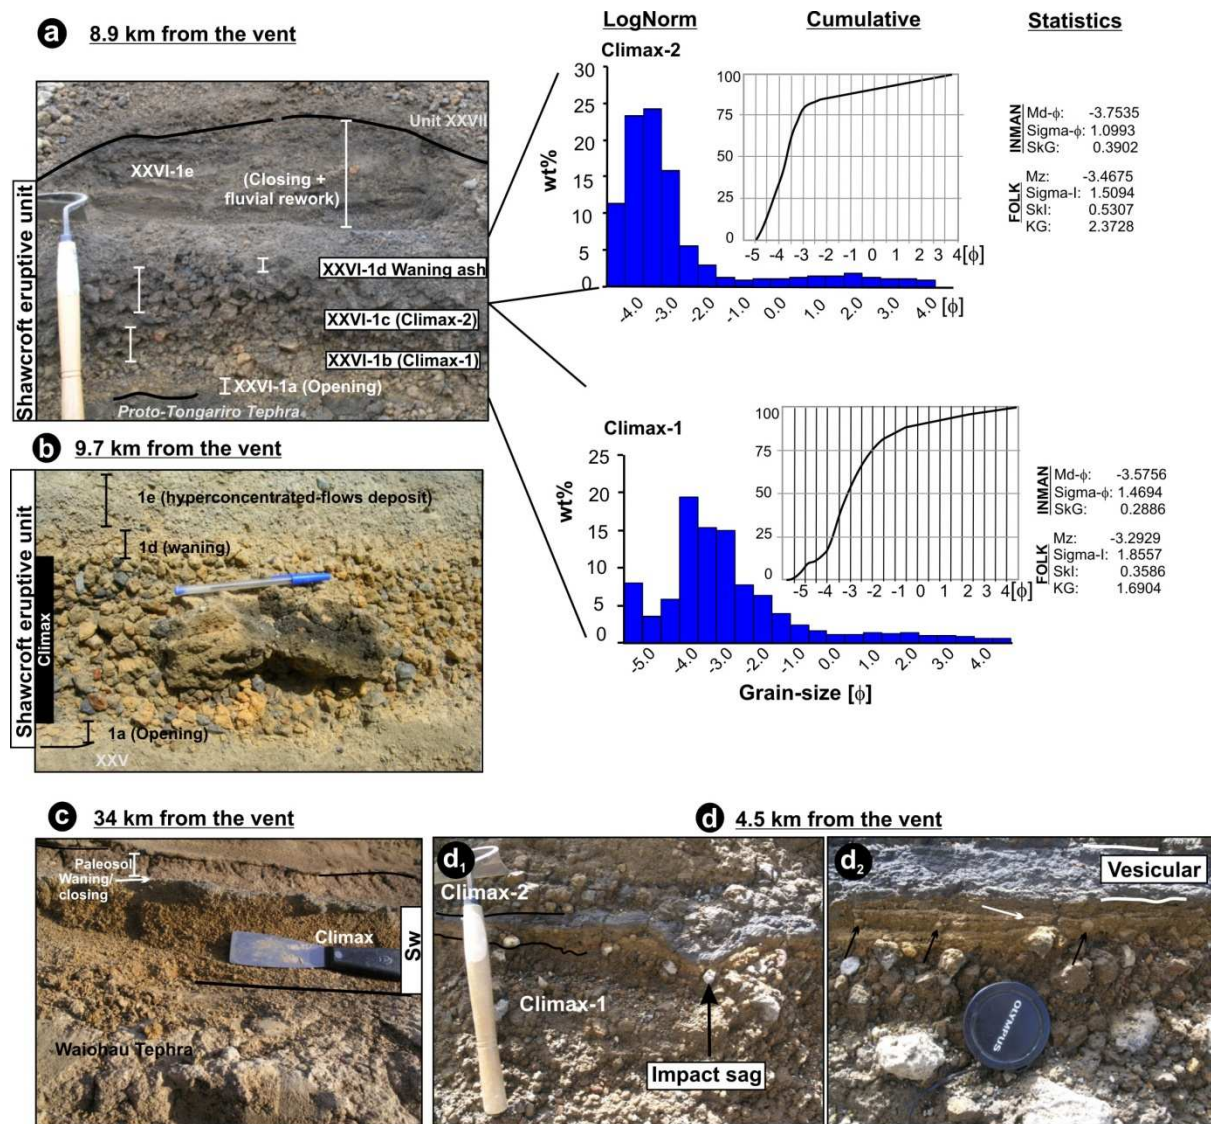 a 8.9 km from the vent
Shawcroft eruptive unit
Unit XXVII
XXVI-1e
(Closing +
fluvial rework)
XXVI-1d Waning ash
XXVI-1c (Climax-2)
XXVI-1b (Climax-1)
XXVI-1a (Opening)
Proto-Tongariro Tephra
LogNorm Cumulative Statistics
Climax-2
wt%
30
25
20
15
10
5
0
-4.0 -3.0 -2.0 -1.0 0.0 1.0 2.0 3.0 4.0 [ϕ]
100
75
50
25
0
-5 -4 -3 -2 -1 0 1 2 3 4 [ϕ]
INMAN
Md-ϕ: -3.7535
Sigma-ϕ: 1.0993
SkG: 0.3902
FOLK
Mz: -3.4675
Sigma-I: 1.5094
SkI: 0.5307
KG: 2.3728
Climax-1
wt%
25
20
15
10
5
0
-5.0 -4.0 -3.0 -2.0 -1.0 0.0 1.0 2.0 3.0 4.0
Grain-size [ϕ]
100
75
50
25
0
-5 -4 -3 -2 -1 0 1 2 3 4 [ϕ]
INMAN
Md-ϕ: -3.5756
Sigma-ϕ: 1.4694
SkG: 0.2886
FOLK
Mz: -3.2929
Sigma-I: 1.8557
SkI: 0.3586
KG: 1.6904
b 9.7 km from the vent
Shawcroft eruptive unit
Climax
1e (hyperconcentrated-flows deposit)
1d (waning)
1a (Opening)
XXV
c 34 km from the vent
Paleosol
Waning/
closing
Climax
Sw
Waiohau Tephra
d 4.5 km from the vent
d1
Climax-2
Climax-1
Impact sag
d2
Vesicular
OLYMPUS